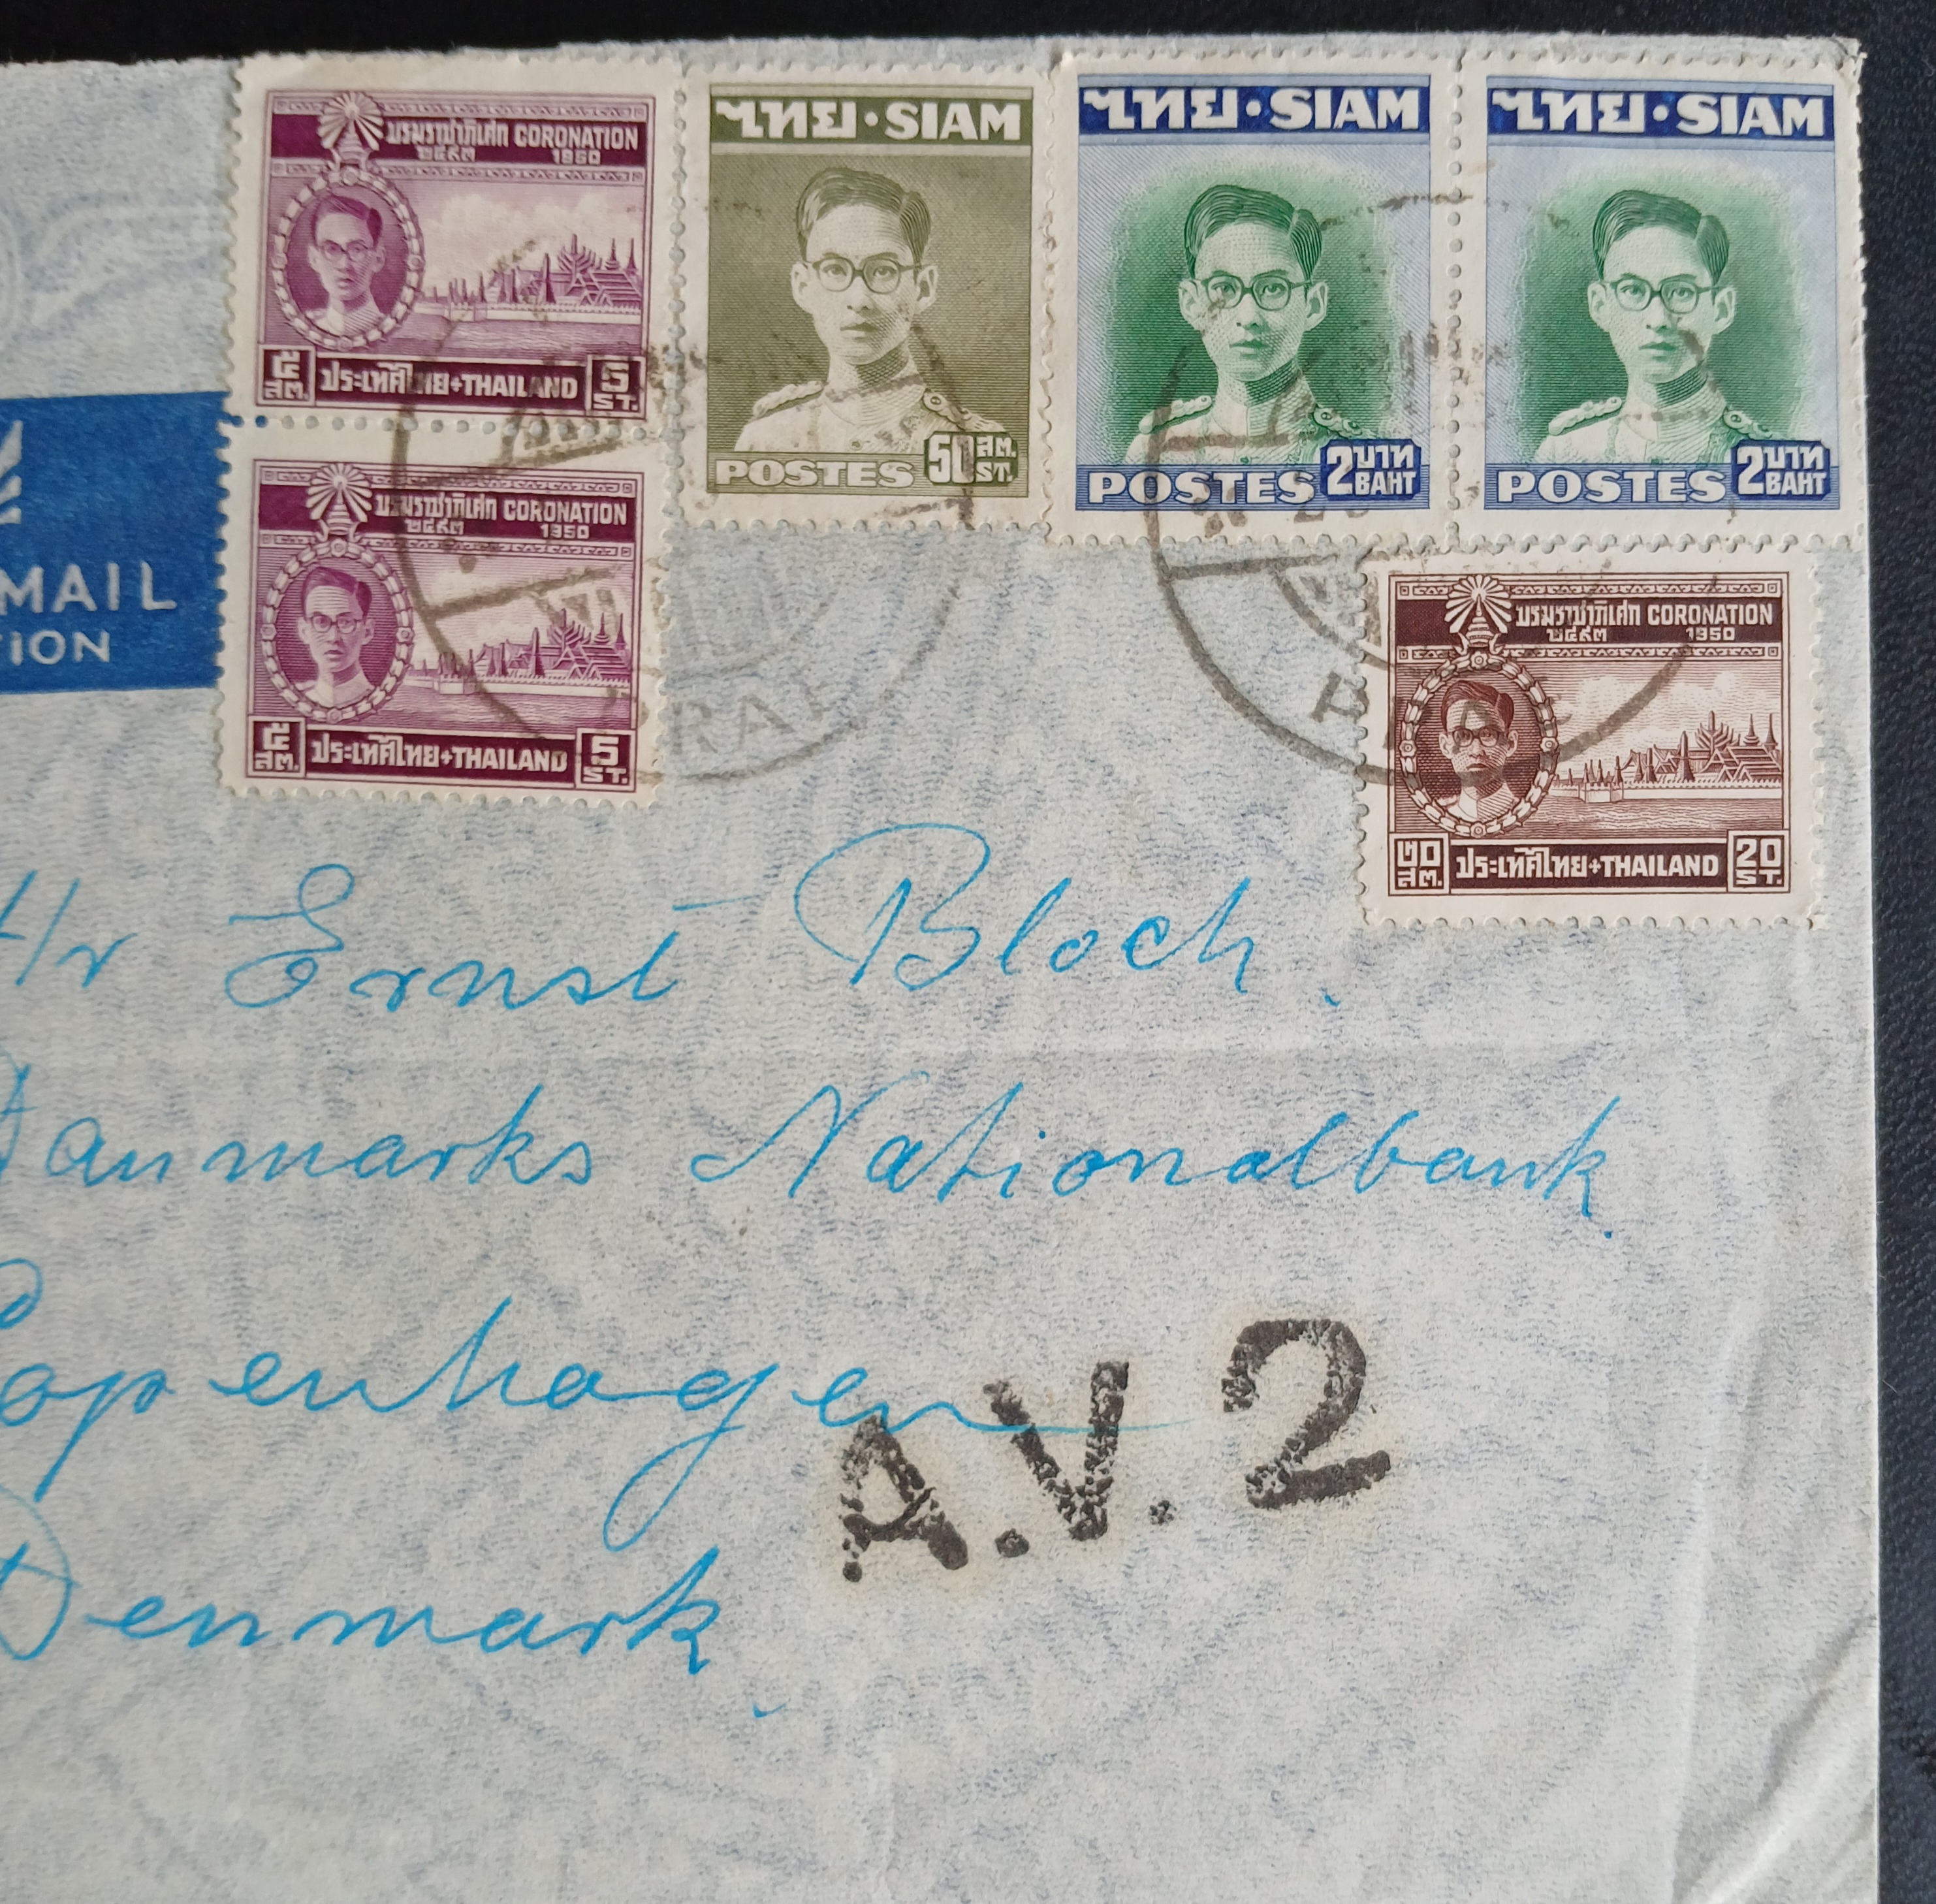 บรมราชาภิเศก CORONATION
๒๔๙๓ 1950
๕ สต. ประเทศไทย+THAILAND 5 ST.
บรมราชาภิเศก CORONATION
๒๔๙๓ 1950
๕ สต. ประเทศไทย+THAILAND 5 ST.
ไทย·SIAM
POSTES 50 สต. ST.
ไทย·SIAM
POSTES 2 บาท BAHT
ไทย·SIAM
POSTES 2 บาท BAHT
บรมราชาภิเศก CORONATION
๒๔๙๓ 1950
๒๐ สต. ประเทศไทย+THAILAND 20 ST.
MAIL
TION
H/r Ernst Bloch.
Danmarks Nationalbank
Copenhagen
A.V.2
Denmark